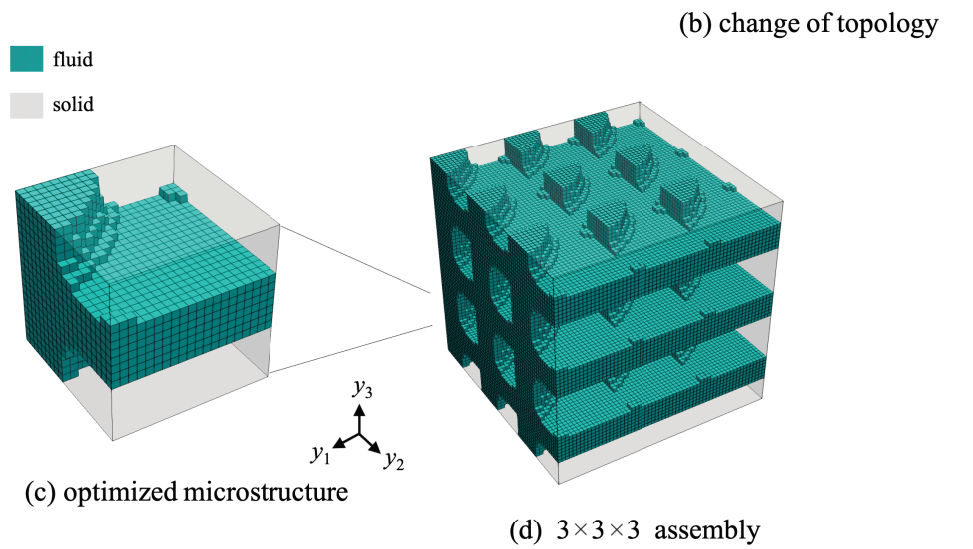 (b) change of topology
fluid
solid
y3
y1
y2
(c) optimized microstructure
(d) 3×3×3 assembly